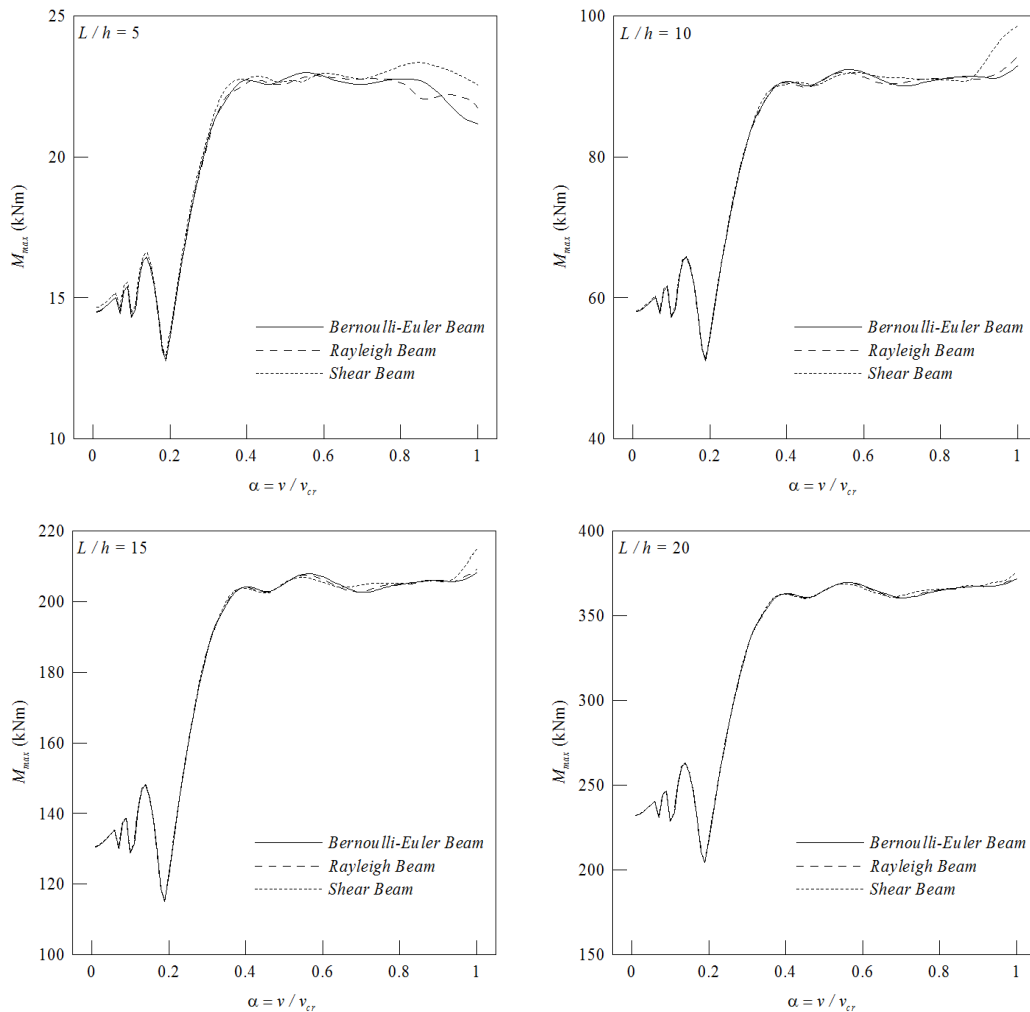 25
L / h = 5
20
15
10
M_max (kNm)
Bernoulli-Euler Beam
Rayleigh Beam
Shear Beam
0 0.2 0.4 0.6 0.8 1
α = v / v_cr
100
L / h = 10
80
60
40
M_max (kNm)
Bernoulli-Euler Beam
Rayleigh Beam
Shear Beam
0 0.2 0.4 0.6 0.8 1
α = v / v_cr
220
L / h = 15
200
180
160
140
120
100
M_max (kNm)
Bernoulli-Euler Beam
Rayleigh Beam
Shear Beam
0 0.2 0.4 0.6 0.8 1
α = v / v_cr
400
L / h = 20
350
300
250
200
150
M_max (kNm)
Bernoulli-Euler Beam
Rayleigh Beam
Shear Beam
0 0.2 0.4 0.6 0.8 1
α = v / v_cr